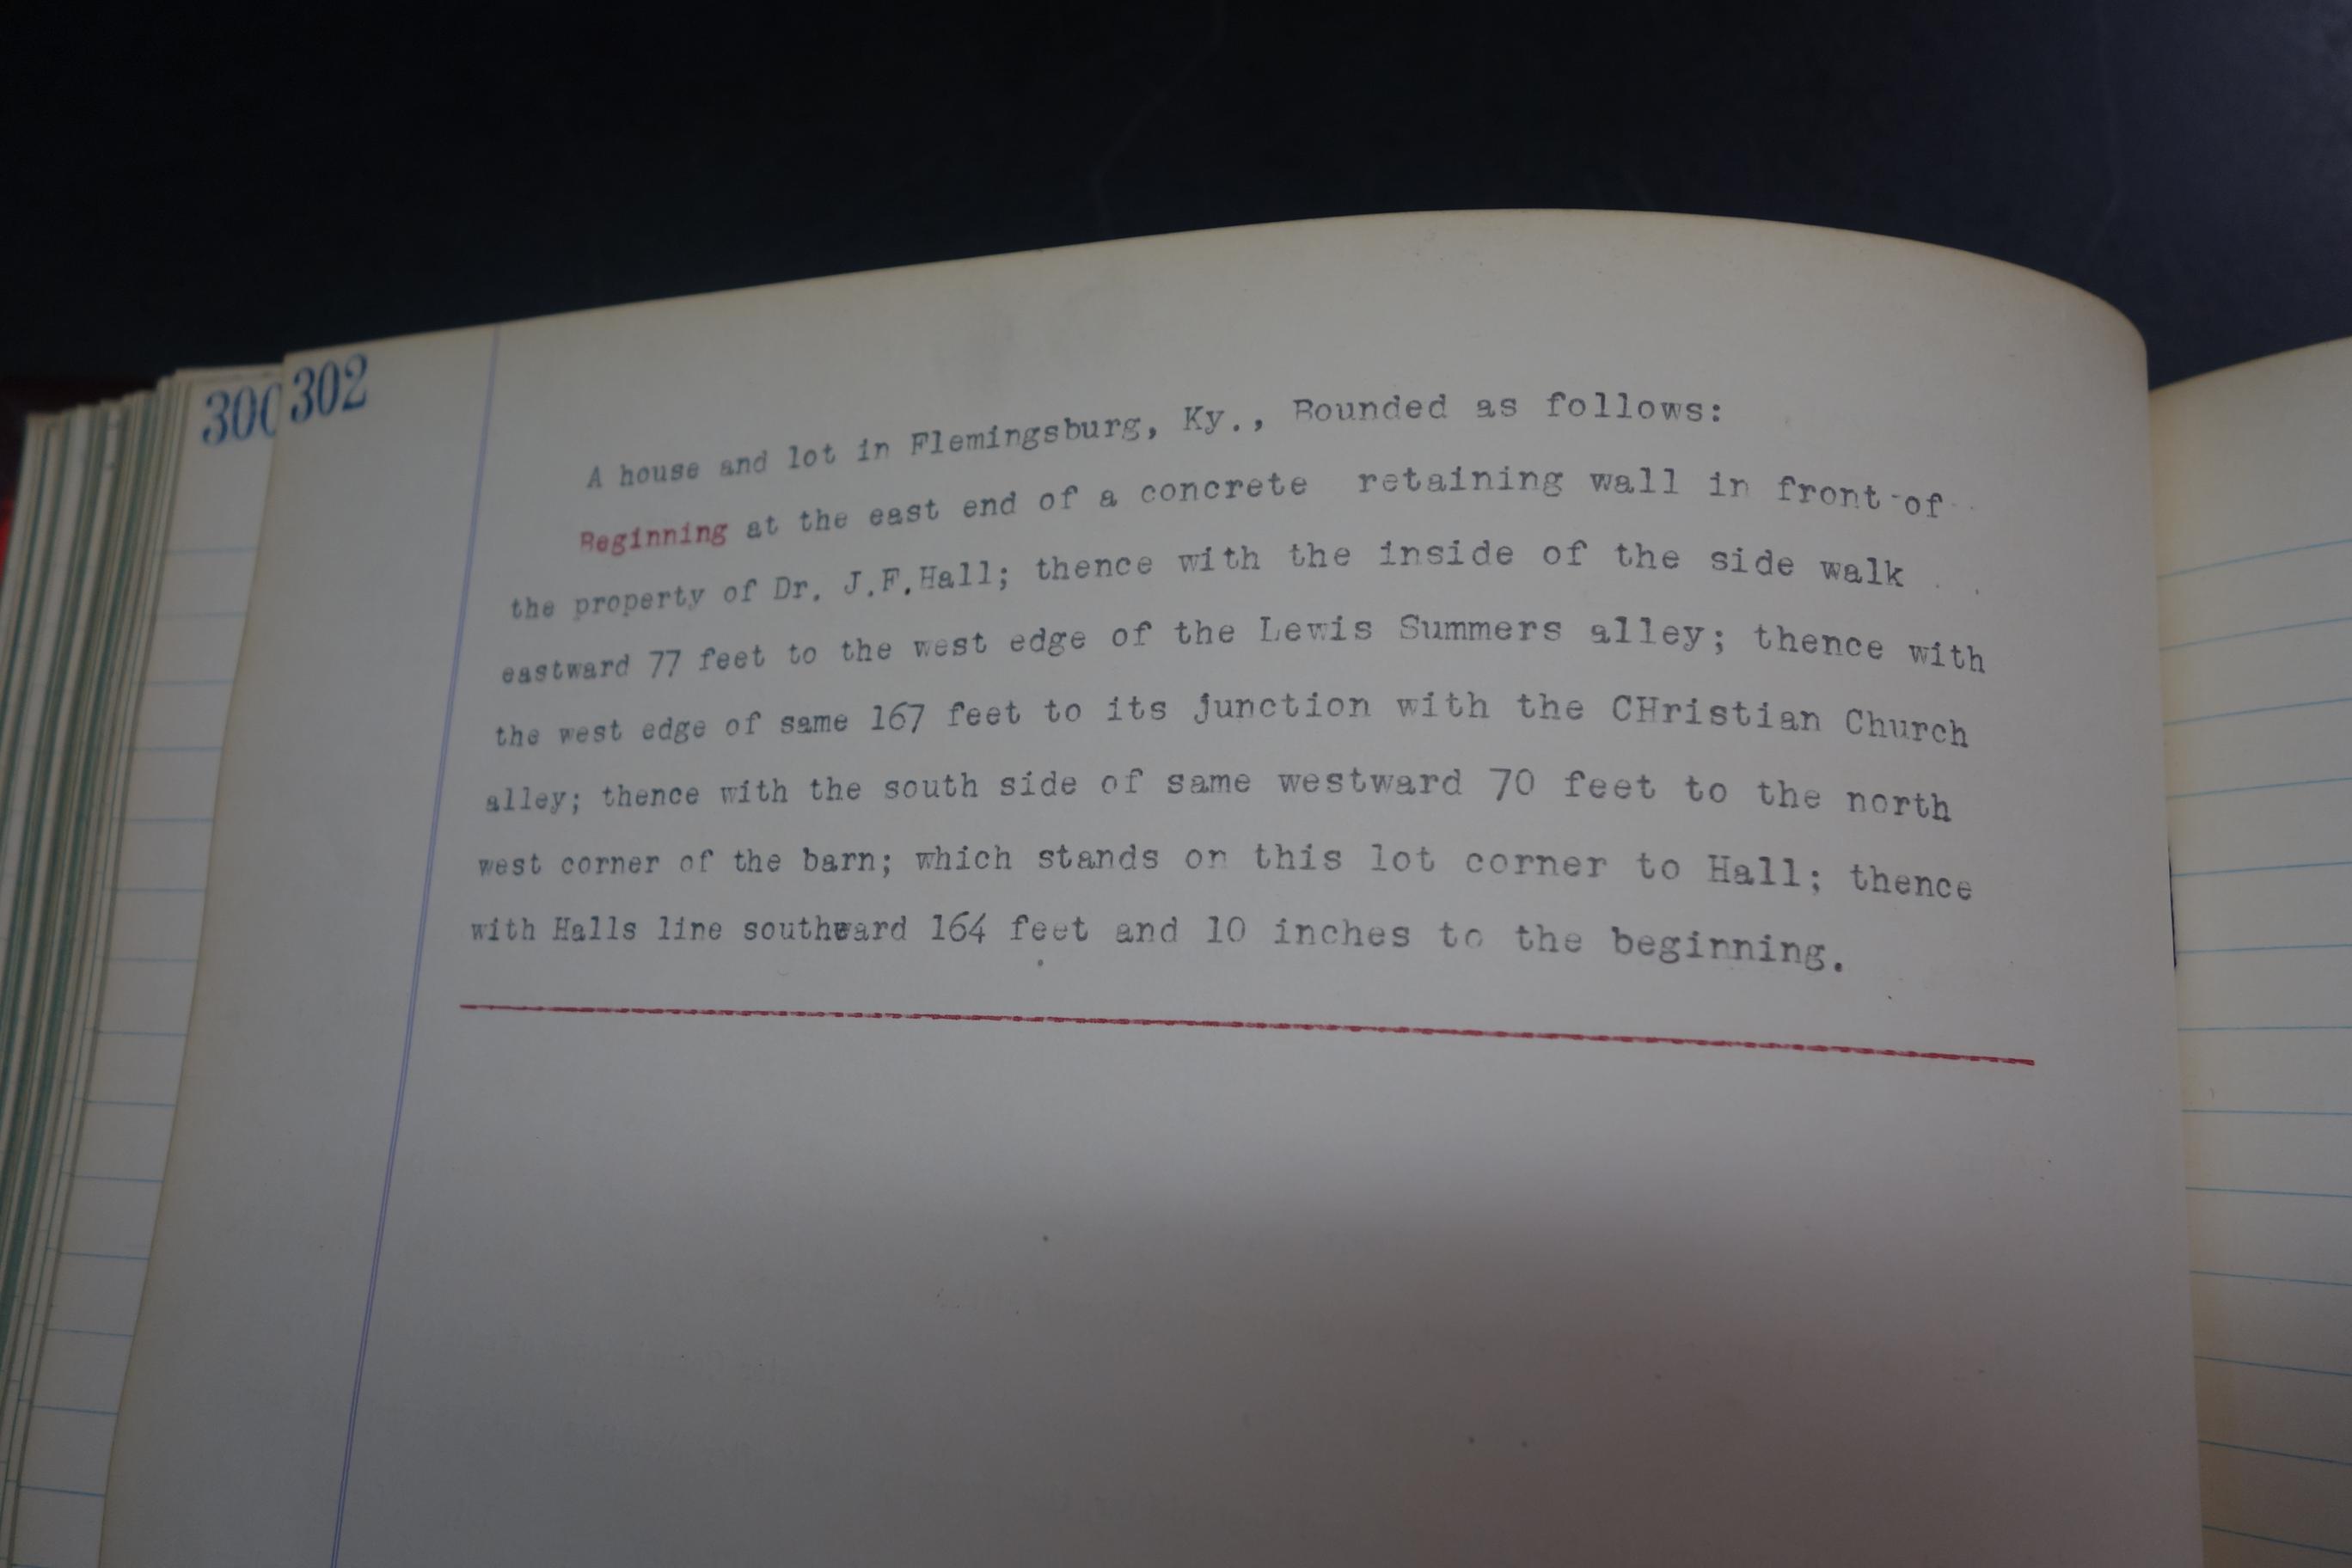 300 302
A house and lot in Flemingsburg, Ky., Bounded as follows:
Beginning at the east end of a concrete retaining wall in front of
the property of Dr. J.F.Hall; thence with the inside of the side walk
eastward 77 feet to the west edge of the Lewis Summers alley; thence with
the west edge of same 167 feet to its junction with the CHristian Church
alley; thence with the south side of same westward 70 feet to the north
west corner of the barn; which stands on this lot corner to Hall; thence
with Halls line southward 164 feet and 10 inches to the beginning.